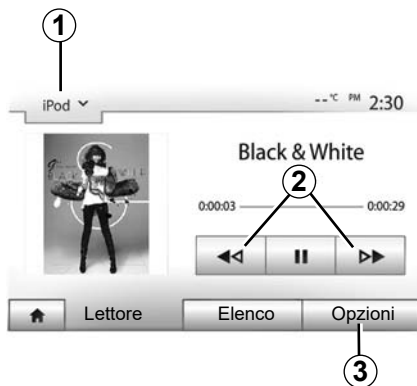 1
iPod
--°C PM 2:30
Black & White
2
0:00:03 0:00:29
Lettore Elenco Opzioni
3